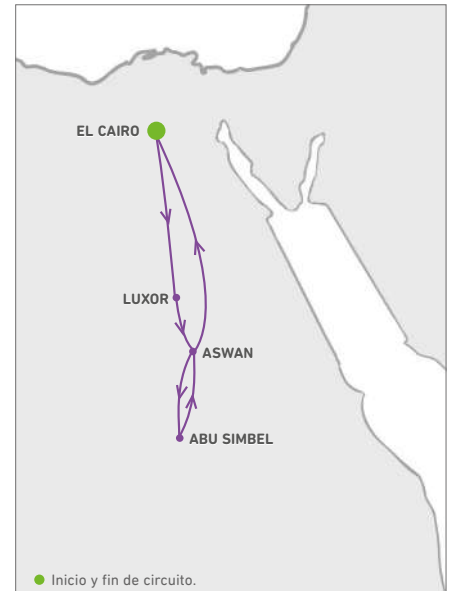 EL CAIRO
LUXOR
ASWAN
ABU SIMBEL
Inicio y fin de circuito.